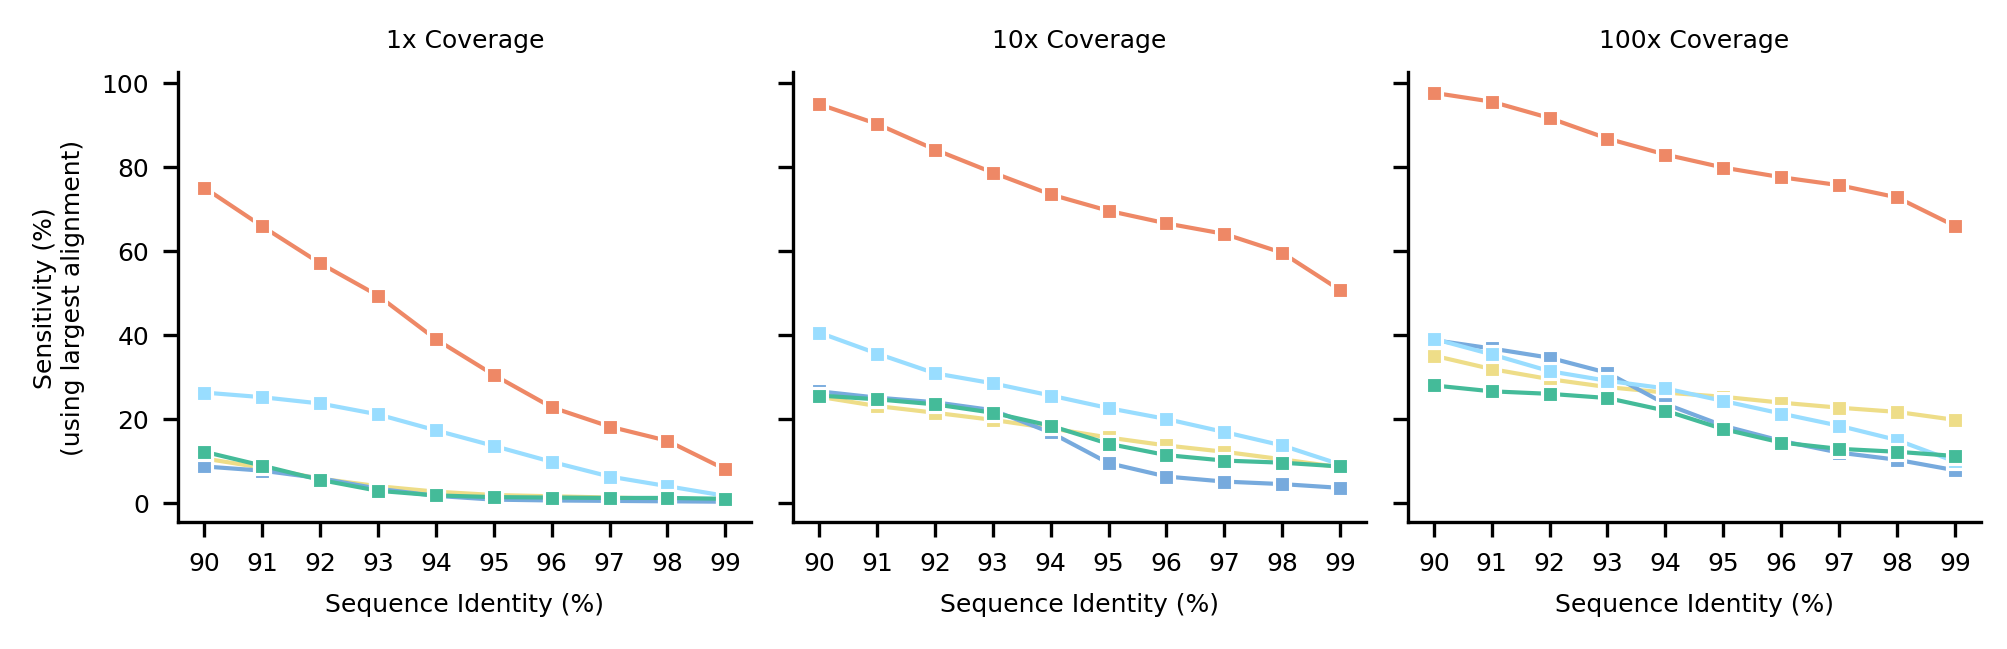 1x Coverage
10x Coverage
100x Coverage
Sensitivity (%)
(using largest alignment)
100
80
60
40
20
0
90 91 92 93 94 95 96 97 98 99
90 91 92 93 94 95 96 97 98 99
90 91 92 93 94 95 96 97 98 99
Sequence Identity (%)
Sequence Identity (%)
Sequence Identity (%)